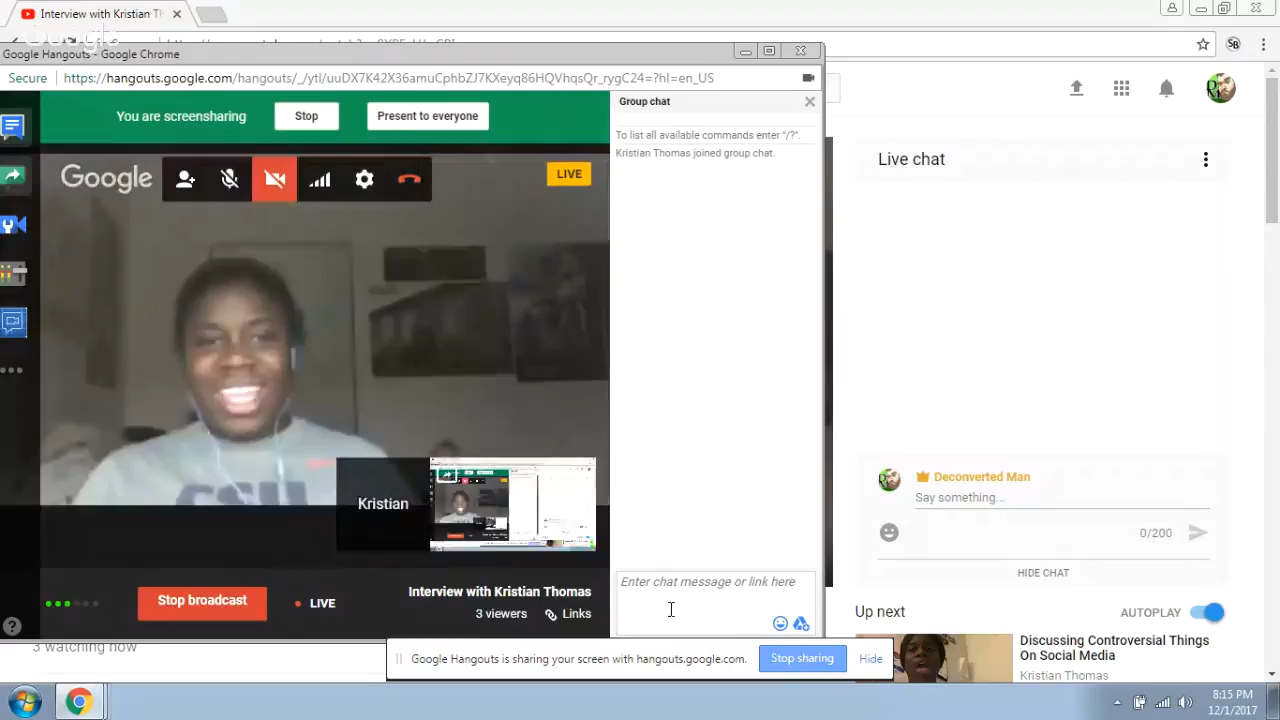 Interview with Kristian Th
Google
Google Hangouts - Google Chrome
Secure
https://hangouts.google.com/hangouts/_/ytl/uuDX7K42X36amuCphbZJ7KXeyq86HQVhqsQr_rygC24=?hl=en_US
You are screensharing
Stop
Present to everyone
Group chat
To list all available commands enter "/?".
Kristian Thomas joined group chat.
Google
LIVE
Live chat
Kristian
Deconverted Man
Say something...
0/200
HIDE CHAT
Enter chat message or link here
Interview with Kristian Thomas
Stop broadcast
LIVE
3 viewers
Links
Up next
AUTOPLAY
3 watching now
Google Hangouts is sharing your screen with hangouts.google.com.
Stop sharing
Hide
Discussing Controversial Things
On Social Media
Kristian Thomas
8:15 PM
12/1/2017